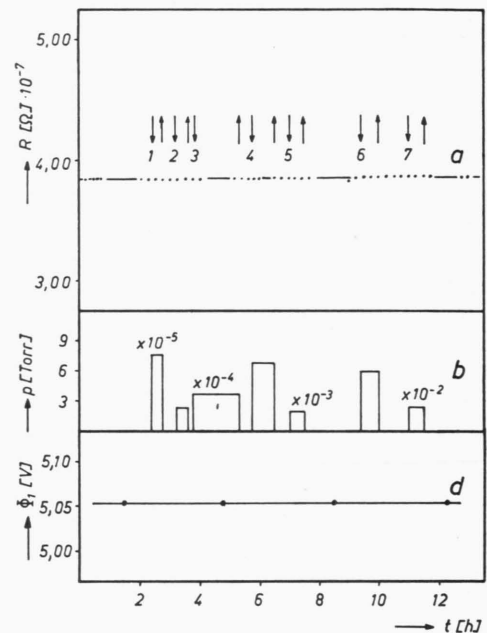 5,00
R [Ω]·10⁻⁷
1 2 3 4 5 6 7
a
4,00
3,00
p [Torr]
9
6
3
x10⁻⁵
x10⁻⁴
x10⁻³
x10⁻²
b
Φ₁ [V]
5,10
5,05
5,00
d
2 4 6 8 10 12
t [h]